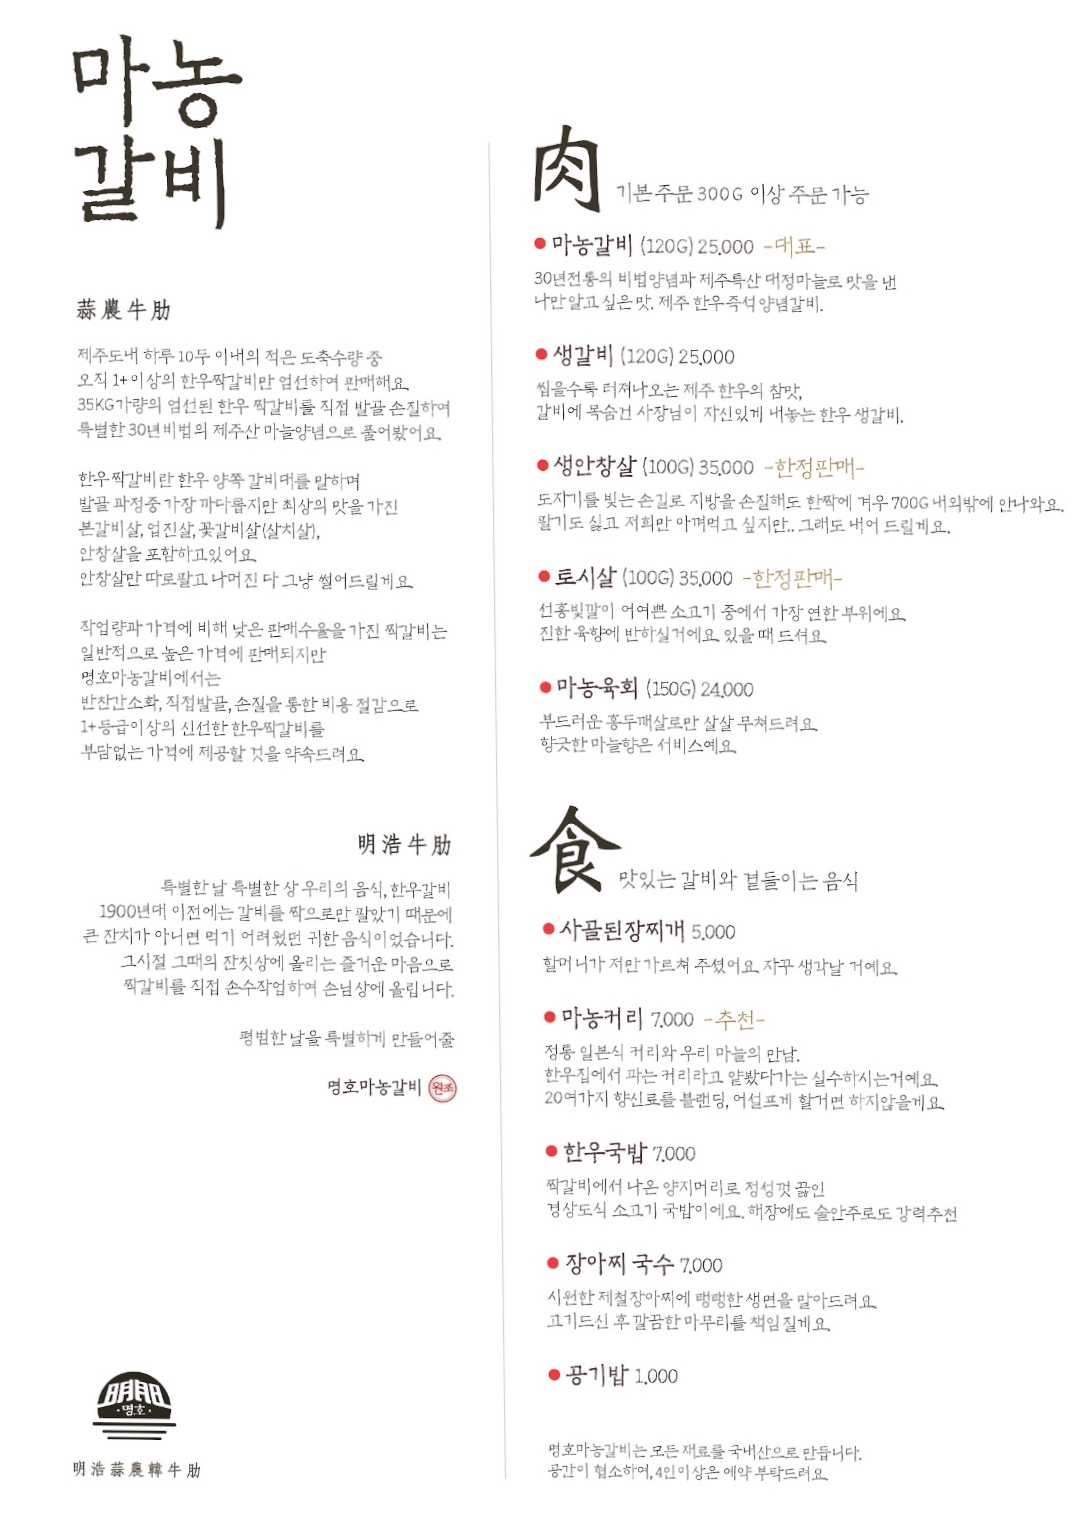 마농
갈비
蒜農牛肋
제주도내 하루 10두 이내의 적은 도축수량 중
오직 1+이상의 한우짝갈비만 엄선하여 판매해요.
35KG가량의 엄선된 한우 짝갈비를 직접 발골 손질하여
특별한 30년비법의 제주산 마늘양념으로 풀어봤어요.
한우짝갈비란 한우 양쪽 갈비대를 말하며
발골 과정중 가장 까다롭지만 최상의 맛을 가진
본갈비살, 업진살, 꽃갈비살(살치살),
안창살을 포함하고있어요.
안창살만 따로팔고 나머진 다 그냥 썰어드릴게요.
작업량과 가격에 비해 낮은 판매수율을 가진 짝갈비는
일반적으로 높은 가격에 판매되지만
명호마농갈비에서는
반찬간소화, 직접발골, 손질을 통한 비용 절감으로
1+등급이상의 신선한 한우짝갈비를
부담없는 가격에 제공할 것을 약속드려요.
明浩牛肋
특별한 날 특별한 상 우리의 음식, 한우갈비
1900년대 이전에는 갈비를 짝으로만 팔았기 때문에
큰 잔치가 아니면 먹기 어려웠던 귀한 음식이었습니다.
그시절 그때의 잔칫상에 올리는 즐거운 마음으로
짝갈비를 직접 손수작업하여 손님상에 올립니다.
평범한 날을 특별하게 만들어줄
명호마농갈비 원조
明
·명호·
明浩蒜農韓牛肋
肉 기본 주문 300G 이상 주문 가능
마농갈비 (120G) 25,000 -대표-
30년전통의 비법양념과 제주특산 대정마늘로 맛을 낸
나만 알고 싶은 맛. 제주 한우즉석 양념갈비.
생갈비 (120G) 25,000
씹을수록 터져나오는 제주 한우의 참맛,
갈비에 목숨건 사장님이 자신있게 내놓는 한우 생갈비.
생안창살 (100G) 35,000 -한정판매-
도자기를 빚는 손길로 지방을 손질해도 한짝에 겨우 700G 내외밖에 안나와요.
팔기도 싫고 저희만 아껴먹고 싶지만.. 그래도 내어 드릴게요.
토시살 (100G) 35,000 -한정판매-
선홍빛깔이 어여쁜 소고기 중에서 가장 연한 부위에요.
진한 육향에 반하실거에요. 있을 때 드셔요.
마농육회 (150G) 24,000
부드러운 홍두깨살로만 살살 무쳐드려요.
향긋한 마늘향은 서비스예요.
食 맛있는 갈비와 곁들이는 음식
사골된장찌개 5,000
할머니가 저만 가르쳐 주셨어요. 자꾸 생각날 거예요.
마농커리 7,000 -추천-
정통 일본식 커리와 우리 마늘의 만남.
한우집에서 파는 커리라고 얕봤다가는 실수하시는거예요.
20여가지 향신료를 블랜딩, 어설프게 할거면 하지않을게요.
한우국밥 7,000
짝갈비에서 나온 양지머리로 정성껏 끓인
경상도식 소고기 국밥이에요. 해장에도 술안주로도 강력추천
장아찌 국수 7,000
시원한 제철장아찌에 탱탱한 생면을 말아드려요.
고기드신 후 깔끔한 마무리를 책임질게요.
공기밥 1,000
명호마농갈비는 모든 재료를 국내산으로 만듭니다.
공간이 협소하여, 4인이상은 예약 부탁드려요.